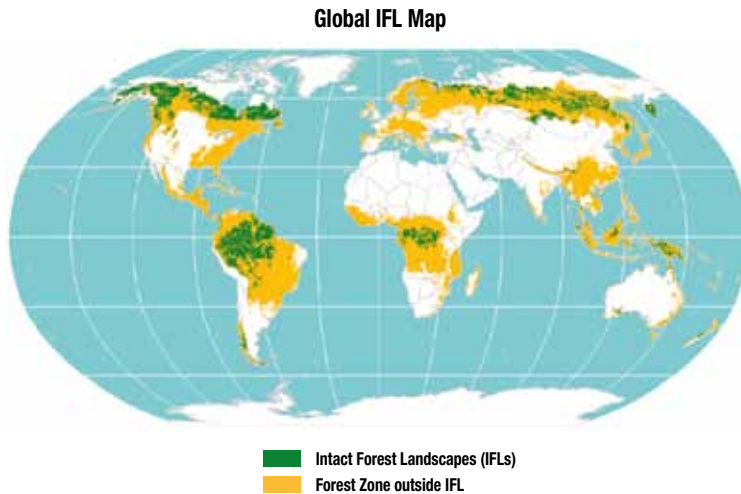 Global IFL Map
Intact Forest Landscapes (IFLs)
Forest Zone outside IFL